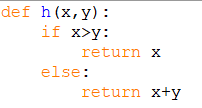 def h(x,y):
    if x>y:
        return x
    else:
        return x+y